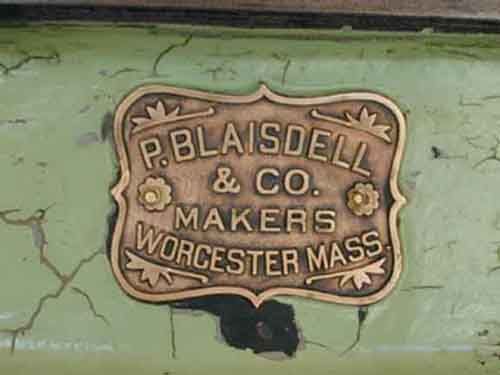 P. BLAISDELL
& CO.
MAKERS
WORCESTER MASS.